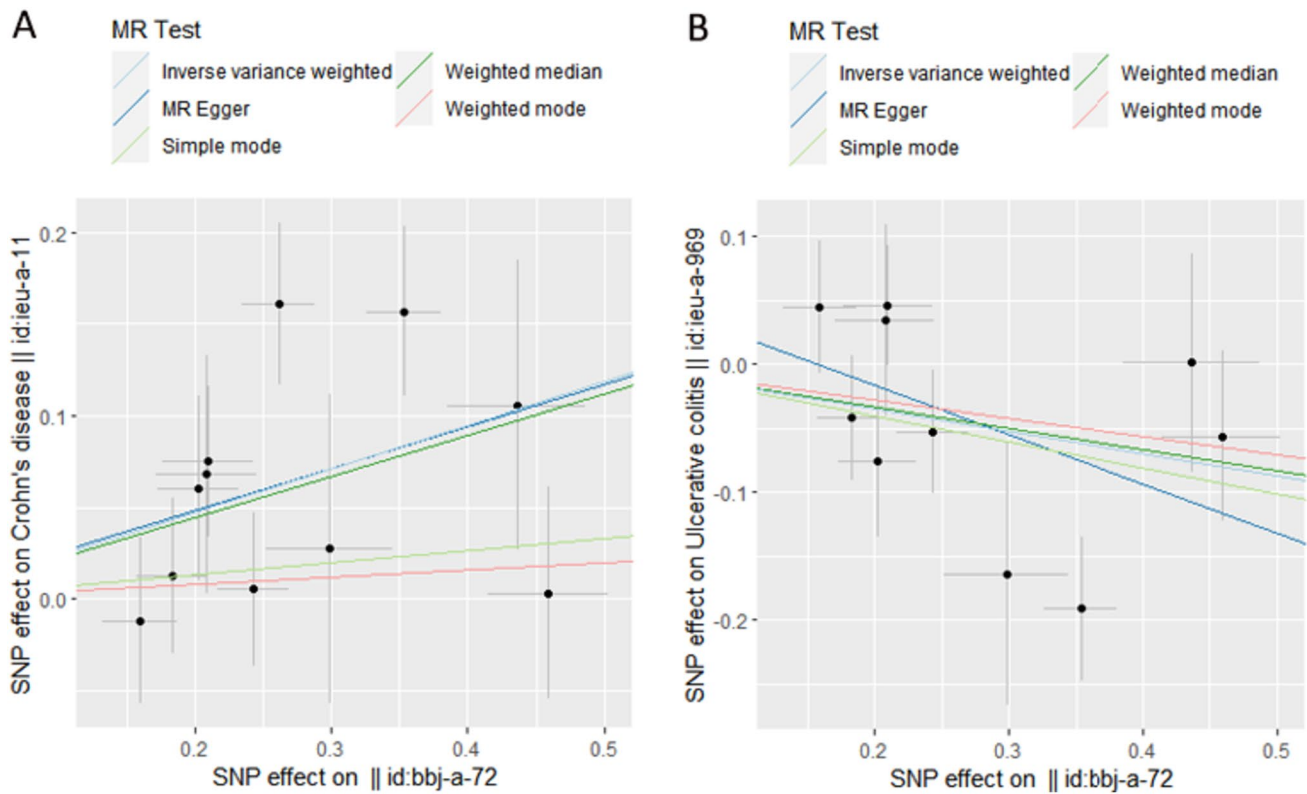 A
MR Test
Inverse variance weighted
Weighted median
MR Egger
Weighted mode
Simple mode
SNP effect on Crohn's disease || id:ieu-a-11
0.2
0.1
0.0
0.2
0.3
0.4
0.5
SNP effect on || id:bbj-a-72
B
MR Test
Inverse variance weighted
Weighted median
MR Egger
Weighted mode
Simple mode
SNP effect on Ulcerative colitis || id:ieu-a-969
0.1
0.0
-0.1
-0.2
0.2
0.3
0.4
0.5
SNP effect on || id:bbj-a-72